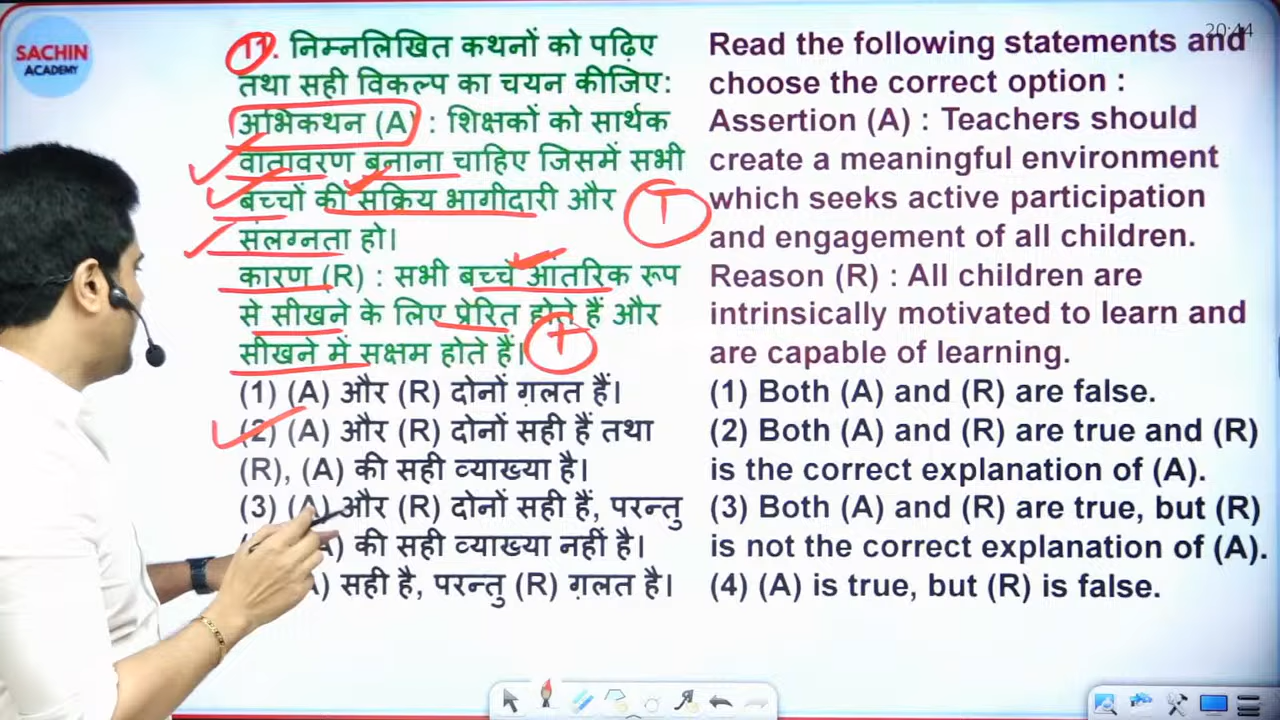 20:44
SACHIN
ACADEMY
. निम्नलिखित कथनों को पढ़िए
तथा सही विकल्प का चयन कीजिए:
अभिकथन (A) : शिक्षकों को सार्थक
वातावरण बनाना चाहिए जिसमें सभी
बच्चों की सक्रिय भागीदारी और
संलग्नता हो।
कारण (R) : सभी बच्चे आंतरिक रूप
से सीखने के लिए प्रेरित होते हैं और
सीखने में सक्षम होते हैं।
(1) (A) और (R) दोनों ग़लत हैं।
(2) (A) और (R) दोनों सही हैं तथा
(R), (A) की सही व्याख्या है।
(3) (A) और (R) दोनों सही हैं, परन्तु
की सही व्याख्या नहीं है।
सही है, परन्तु (R) ग़लत है।
T
T
Read the following statements and
choose the correct option :
Assertion (A) : Teachers should
create a meaningful environment
which seeks active participation
and engagement of all children.
Reason (R) : All children are
intrinsically motivated to learn and
are capable of learning.
(1) Both (A) and (R) are false.
(2) Both (A) and (R) are true and (R)
is the correct explanation of (A).
(3) Both (A) and (R) are true, but (R)
is not the correct explanation of (A).
(4) (A) is true, but (R) is false.